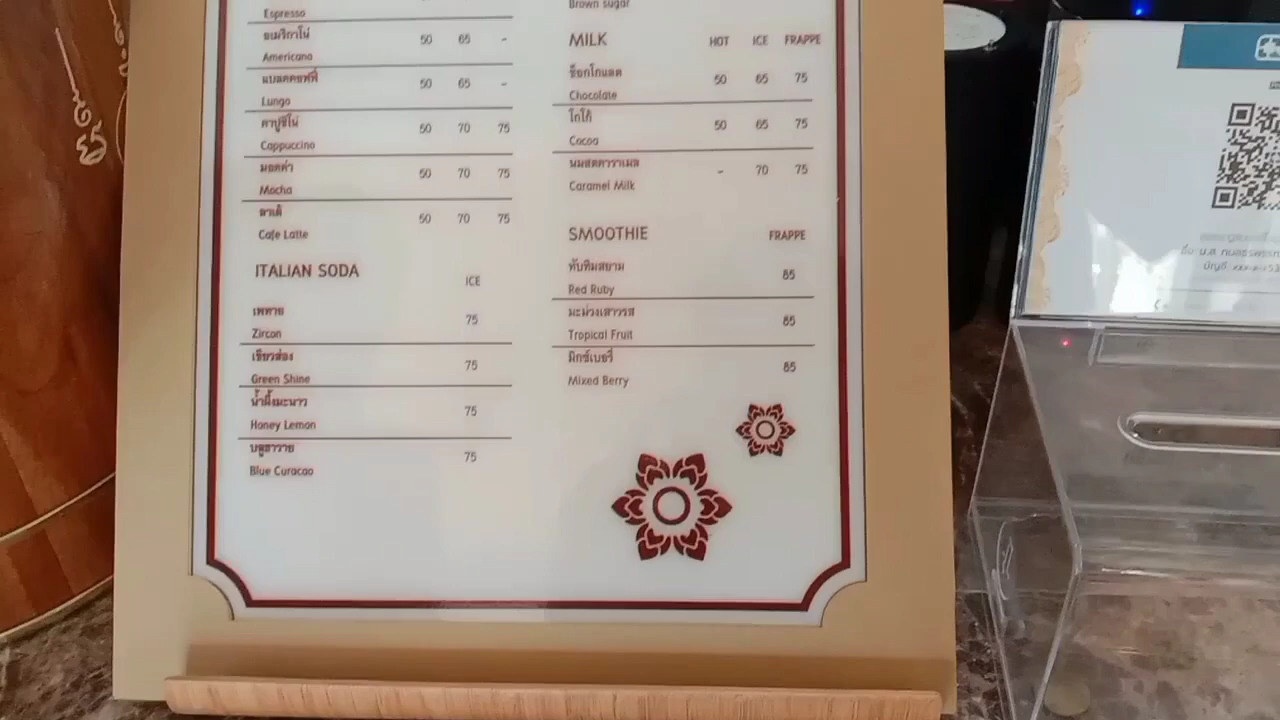 Espresso
อเมริกาโน่ 50 65 -
Americano
แบลคคอฟฟี่ 50 65 -
Lungo
คาปูชิโน่ 50 70 75
Cappuccino
มอคค่า 50 70 75
Mocha
ลาเต้ 50 70 75
Cafe Latte
ITALIAN SODA
ICE
เพทาย 75
Zircon
เขียวส่อง 75
Green Shine
น้ำผึ้งมะนาว 75
Honey Lemon
บลูฮาวาย 75
Blue Curacao
Brown sugar
MILK HOT ICE FRAPPE
ช็อกโกแลต 50 65 75
Chocolate
โกโก้ 50 65 75
Cocoa
นมสดคาราเมล - 70 75
Caramel Milk
SMOOTHIE FRAPPE
ทับทิมสยาม 85
Red Ruby
มะม่วงเสาวรส 85
Tropical Fruit
มิกซ์เบอรี่ 85
Mixed Berry